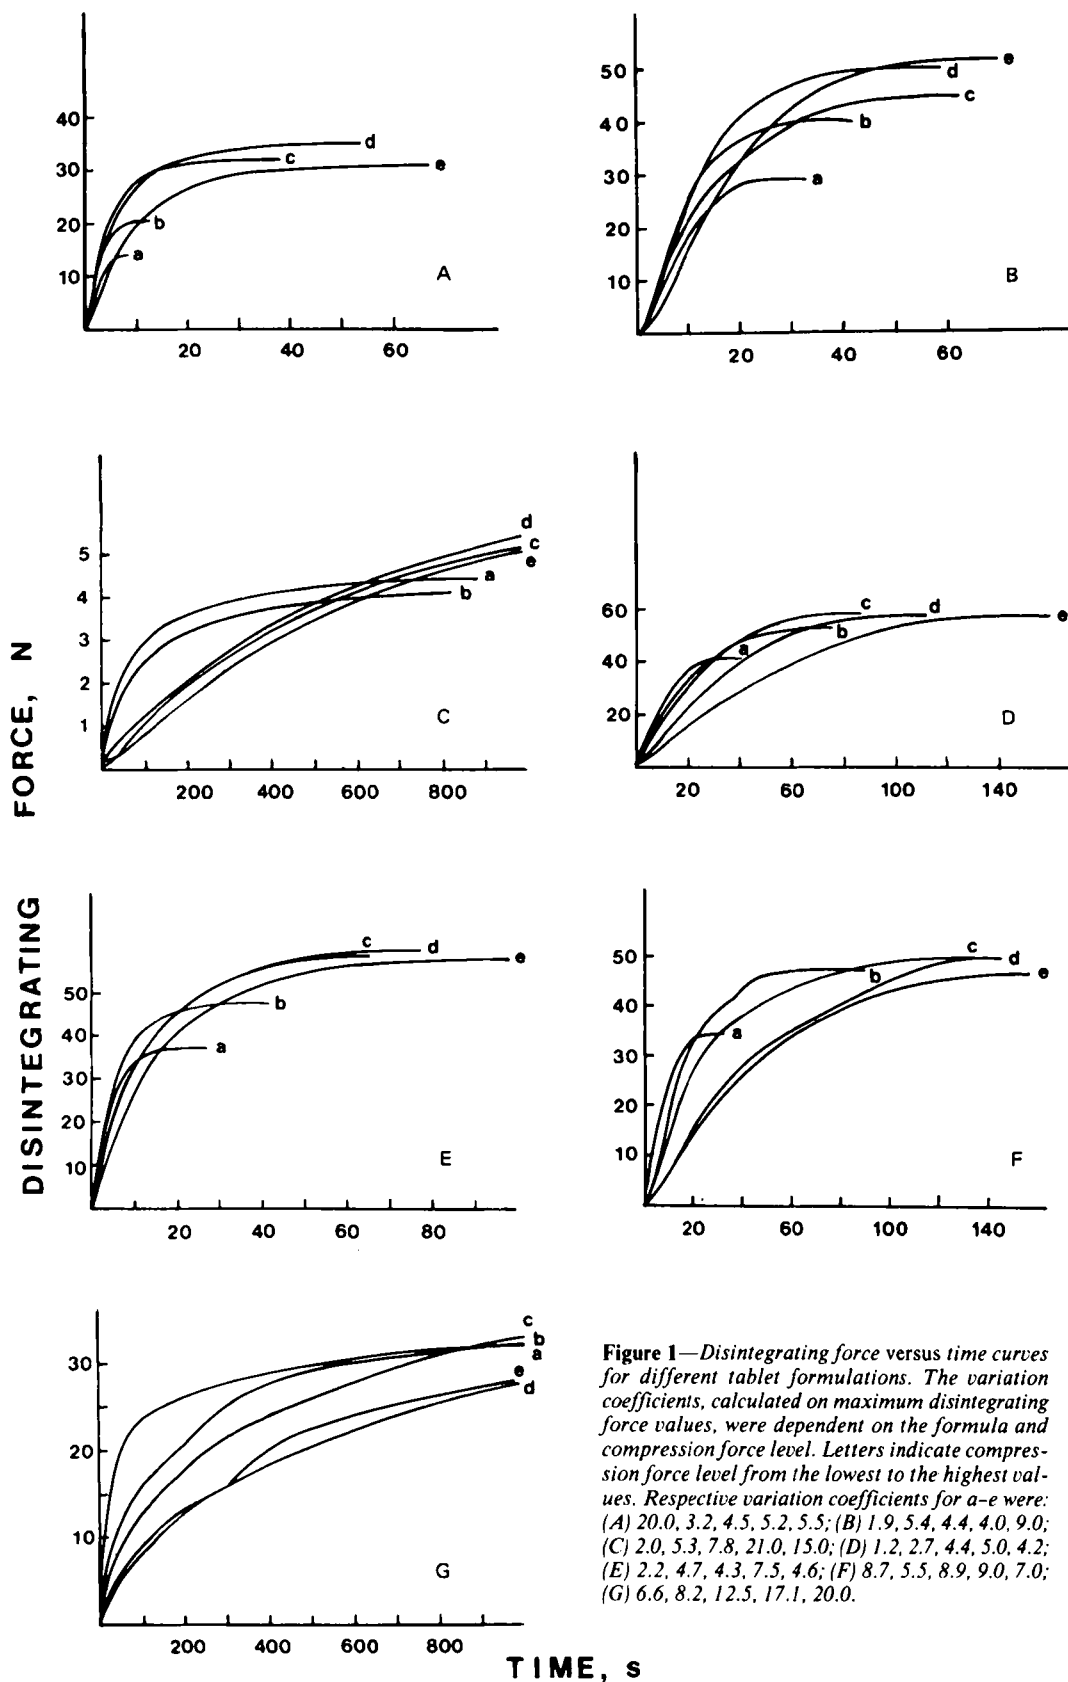 40
30
20
10
a
b
c
d
e
A
20
40
60
50
40
30
20
10
a
b
c
d
e
B
20
40
60
5
4
3
2
1
d
c
e
a
b
C
200
400
600
800
60
40
20
a
b
c
d
e
D
20
60
100
140
50
40
30
20
10
a
b
c
d
e
E
20
40
60
80
50
40
30
20
10
a
b
c
d
e
F
20
60
100
140
30
20
10
c
b
a
e
d
G
200
400
600
800
DISINTEGRATING FORCE, N
TIME, s
Figure 1—Disintegrating force versus time curves
for different tablet formulations. The variation
coefficients, calculated on maximum disintegrating
force values, were dependent on the formula and
compression force level. Letters indicate compres-
sion force level from the lowest to the highest val-
ues. Respective variation coefficients for a–e were:
(A) 20.0, 3.2, 4.5, 5.2, 5.5; (B) 1.9, 5.4, 4.4, 4.0, 9.0;
(C) 2.0, 5.3, 7.8, 21.0, 15.0; (D) 1.2, 2.7, 4.4, 5.0, 4.2;
(E) 2.2, 4.7, 4.3, 7.5, 4.6; (F) 8.7, 5.5, 8.9, 9.0, 7.0;
(G) 6.6, 8.2, 12.5, 17.1, 20.0.